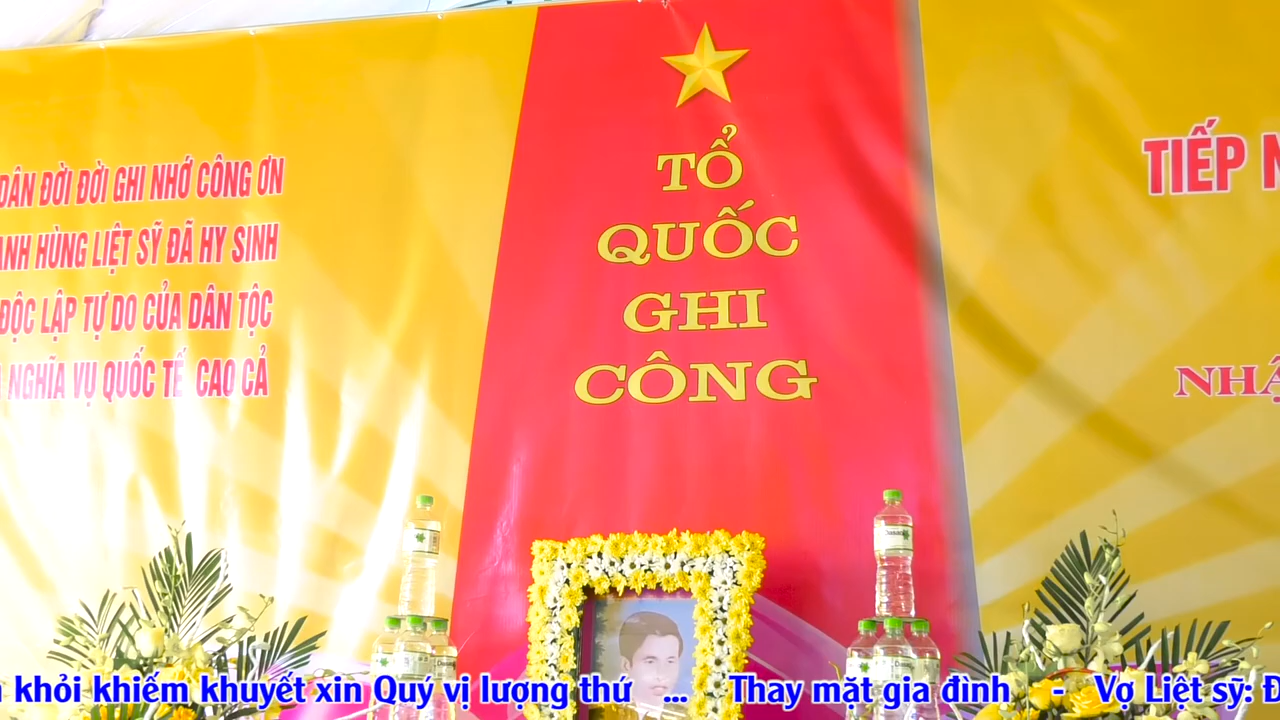 DÂN ĐỜI ĐỜI GHI NHỚ CÔNG ƠN
ANH HÙNG LIỆT SỸ ĐÃ HY SINH
ĐỘC LẬP TỰ DO CỦA DÂN TỘC
NGHĨA VỤ QUỐC TẾ CAO CẢ
TỔ
QUỐC
GHI
CÔNG
TIẾP
khỏi khiếm khuyết xin Quý vị lượng thứ ... Thay mặt gia đình - Vợ Liệt sỹ: